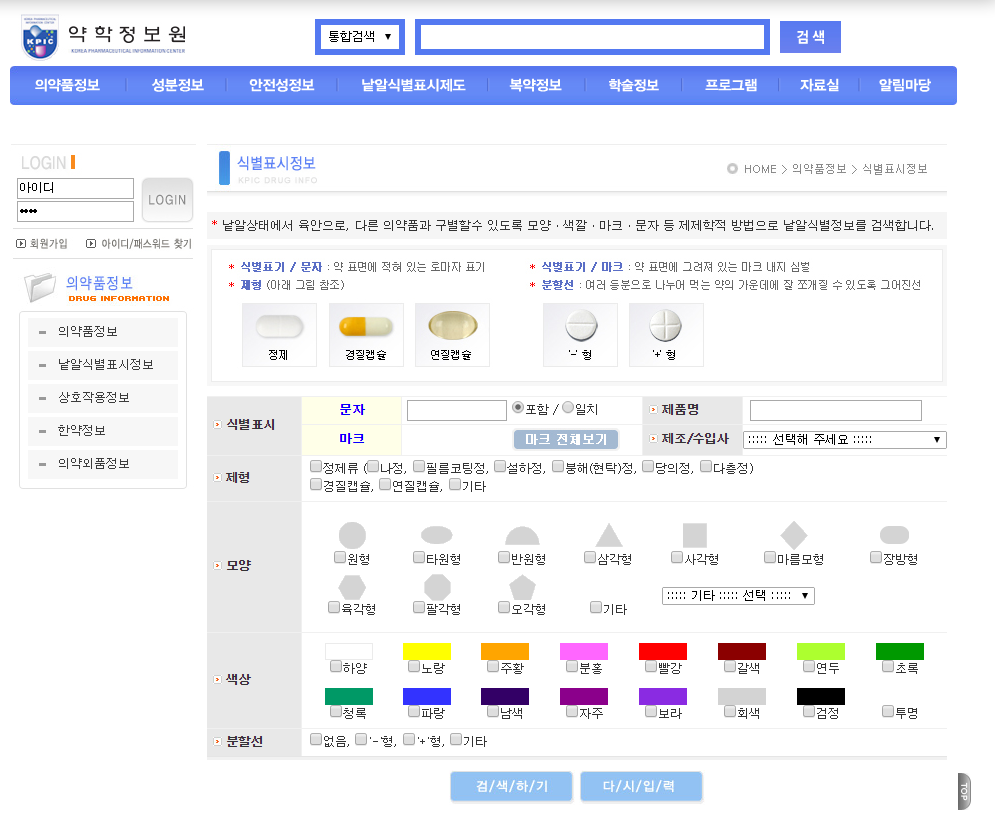 KPIC
약학정보원
KOREA PHARMACEUTICAL INFORMATION CENTER
통합검색 ▼
검색
의약품정보 성분정보 안전성정보 낱알식별표시제도 복약정보 학술정보 프로그램 자료실 알림마당
LOGIN
아이디
••••
LOGIN
회원가입 아이디/패스워드 찾기
의약품정보
DRUG INFORMATION
의약품정보
낱알식별표시정보
상호작용정보
한약정보
의약외품정보
식별표시정보
KPIC DRUG INFO
HOME > 의약품정보 > 식별표시정보
* 낱알상태에서 육안으로, 다른 의약품과 구별할수 있도록 모양 · 색깔 · 마크 · 문자 등 제제학적 방법으로 낱알식별정보를 검색합니다.
* 식별표기 / 문자 : 약 표면에 적혀 있는 로마자 표기
* 제형 (아래 그림 참조)
정제 경질캡슐 연질캡슐
* 식별표기 / 마크 : 약 표면에 그려져 있는 마크 내지 심벌
* 분할선 : 여러 등분으로 나누어 먹는 약의 가운데에 잘 쪼개질 수 있도록 그어진선
'-' 형 '+' 형
식별표시 문자 포함 / 일치 제품명
마크 마크 전체보기 제조/수입사 ::::: 선택해 주세요 ::::: ▼
제형 정제류 (나정, 필름코팅정, 설하정, 붕해(현탁)정, 당의정, 다층정)
경질캡슐, 연질캡슐, 기타
모양 원형 타원형 반원형 삼각형 사각형 마름모형 장방형
육각형 팔각형 오각형 기타 ::::: 기타 ::::: 선택 ::::: ▼
색상 하양 노랑 주황 분홍 빨강 갈색 연두 초록
청록 파랑 남색 자주 보라 회색 검정 투명
분할선 없음, '-'형, '+'형, 기타
검/색/하/기 다/시/입/력
TOP